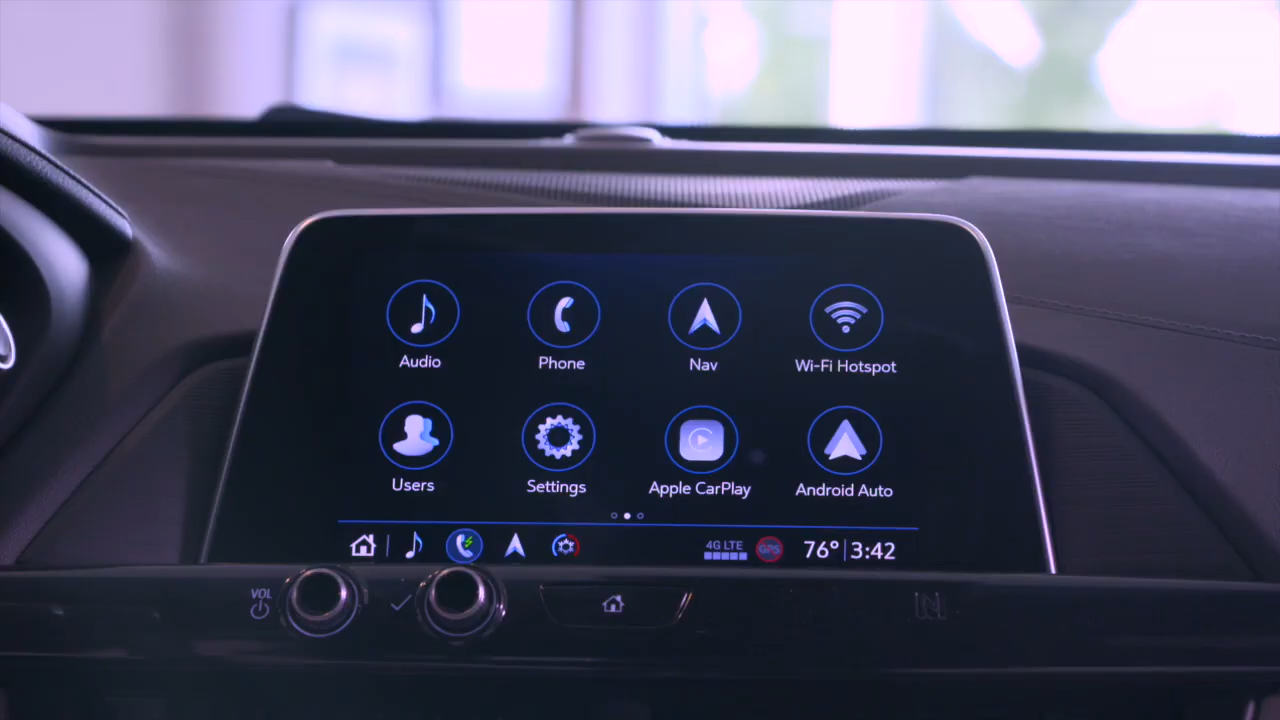 Audio Phone Nav Wi-Fi Hotspot
Users Settings Apple CarPlay Android Auto
4G LTE GPS 76° 3:42
VOL